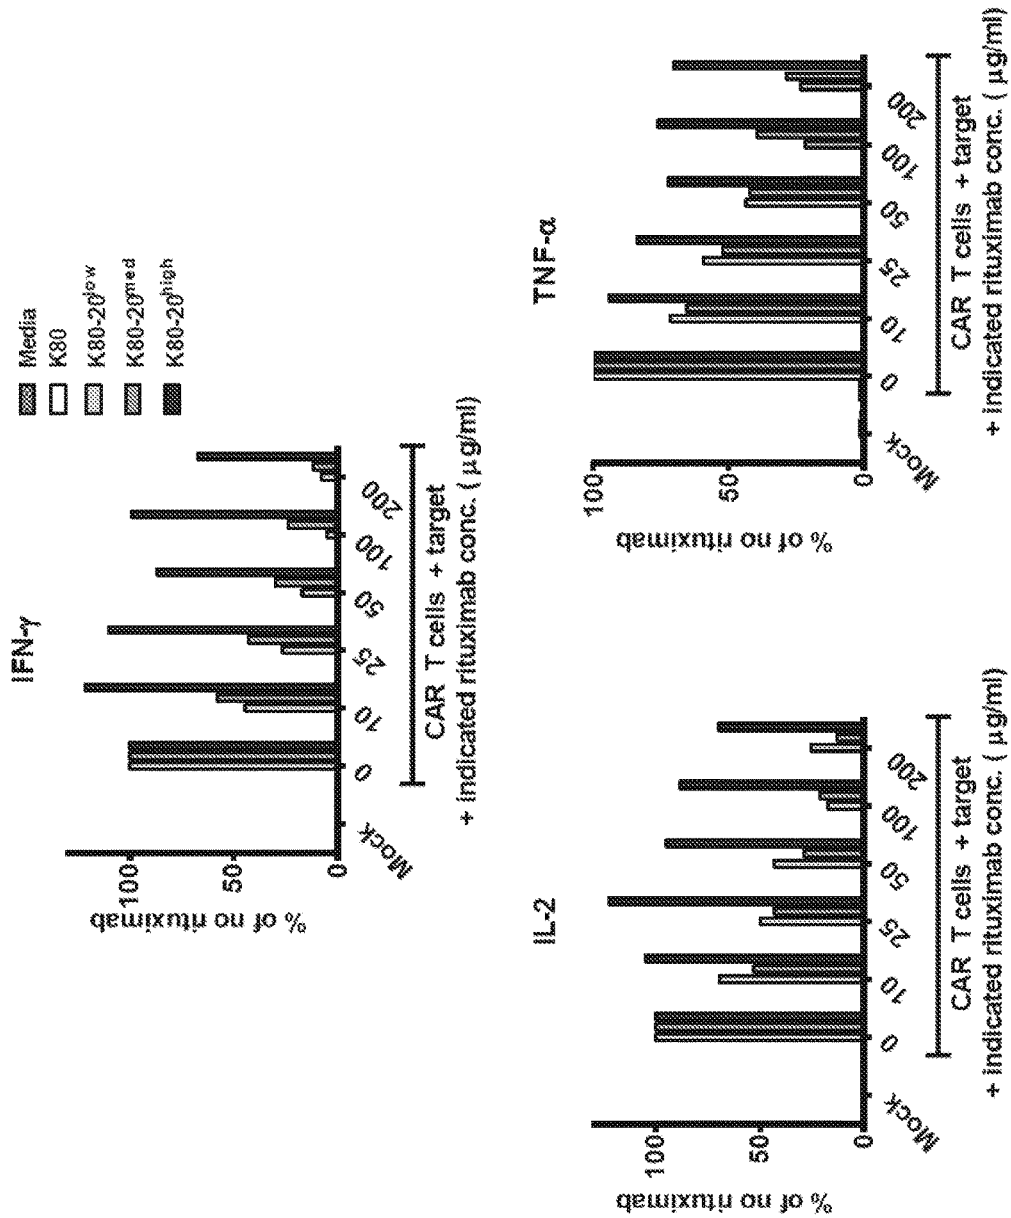 IFN-γ
% of no rituximab
100
50
0
Mock
0
10
25
50
100
200
CAR T cells + target
+ indicated rituximab conc. ( μg/ml)
Media
K80
K80-20low
K80-20med
K80-20high
IL-2
% of no rituximab
100
50
0
Mock
0
10
25
50
100
200
CAR T cells + target
+ indicated rituximab conc. ( μg/ml)
TNF-α
% of no rituximab
100
50
0
Mock
0
10
25
50
100
200
CAR T cells + target
+ indicated rituximab conc. ( μg/ml)